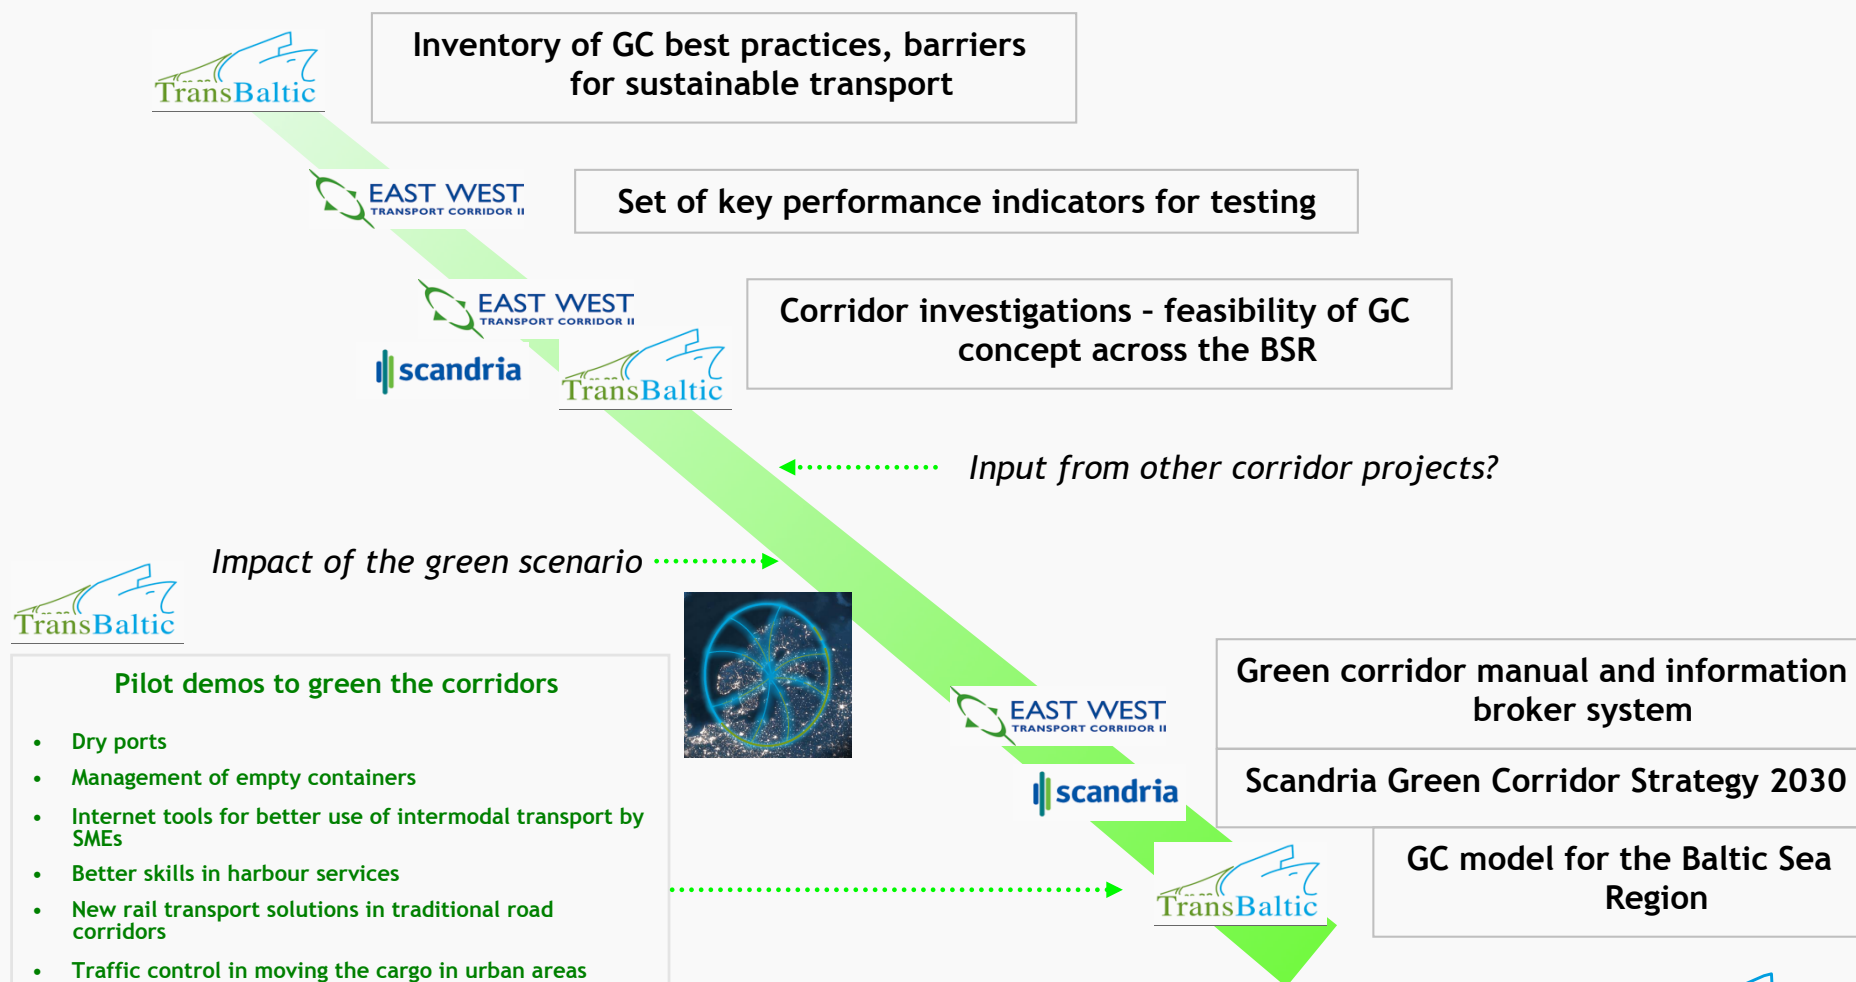 TransBaltic
Inventory of GC best practices, barriers
for sustainable transport
EAST WEST
TRANSPORT CORRIDOR II
Set of key performance indicators for testing
EAST WEST
TRANSPORT CORRIDOR II
scandria
TransBaltic
Corridor investigations – feasibility of GC
concept across the BSR
Input from other corridor projects?
Impact of the green scenario
TransBaltic
Pilot demos to green the corridors
• Dry ports
• Management of empty containers
• Internet tools for better use of intermodal transport by
SMEs
• Better skills in harbour services
• New rail transport solutions in traditional road
corridors
• Traffic control in moving the cargo in urban areas
EAST WEST
TRANSPORT CORRIDOR II
Green corridor manual and information
broker system
scandria
Scandria Green Corridor Strategy 2030
TransBaltic
GC model for the Baltic Sea
Region